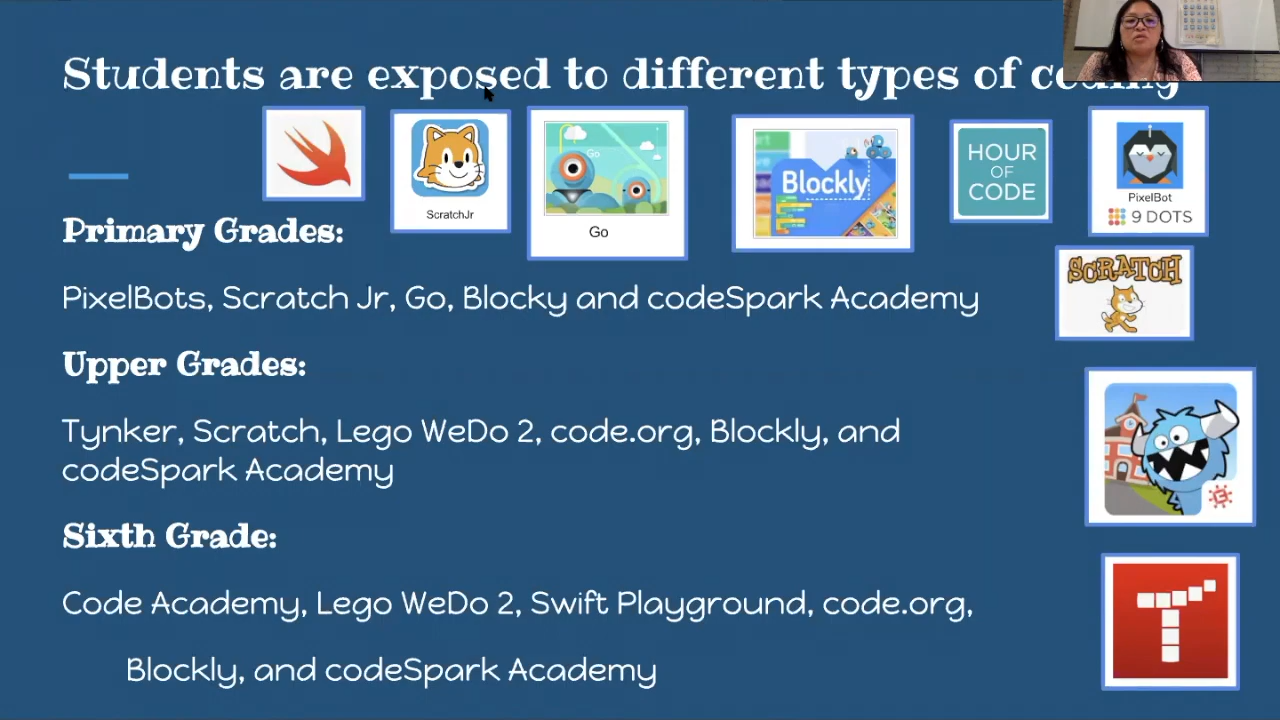 Students are exposed to different types of coding
ScratchJr
Go
Go
Blockly
HOUR
OF
CODE
PixelBot
9 DOTS
SCRATCH
Primary Grades:
PixelBots, Scratch Jr, Go, Blocky and codeSpark Academy
Upper Grades:
Tynker, Scratch, Lego WeDo 2, code.org, Blockly, and
codeSpark Academy
Sixth Grade:
Code Academy, Lego WeDo 2, Swift Playground, code.org,
Blockly, and codeSpark Academy